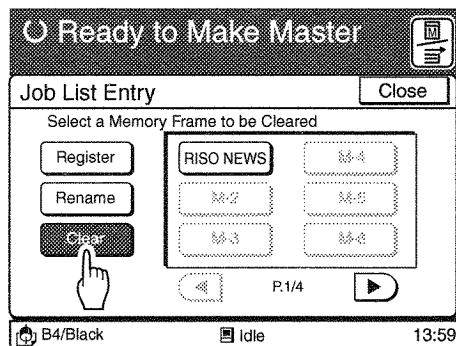 Ready to Make Master
M
Job List Entry
Close
Select a Memory Frame to be Cleared
Register
RISO NEWS
M-4
Rename
M-2
M-5
Clear
M-3
M-6
P.1/4
B4/Black
Idle
13:59